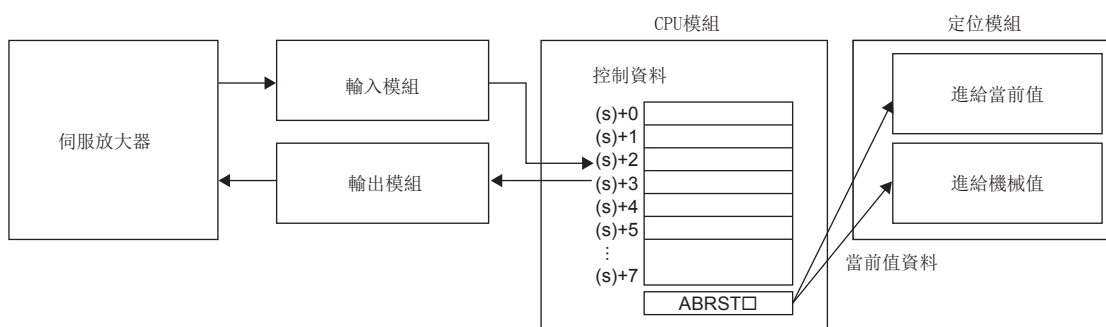 CPU模組
定位模組
伺服放大器
輸入模組
輸出模組
控制資料
(s)+0
(s)+1
(s)+2
(s)+3
(s)+4
(s)+5
⋮
(s)+7
ABRST□
進給當前值
進給機械值
當前值資料